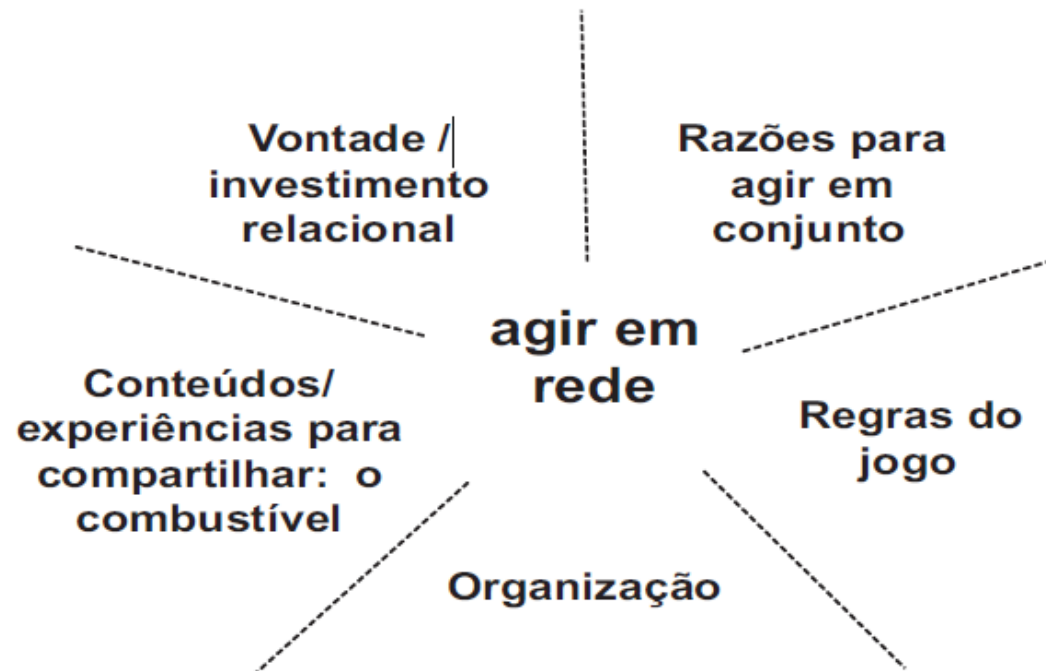 Vontade /
investimento
relacional
Razões para
agir em
conjunto
agir em
rede
Conteúdos/
experiências para
compartilhar: o
combustível
Regras do
jogo
Organização